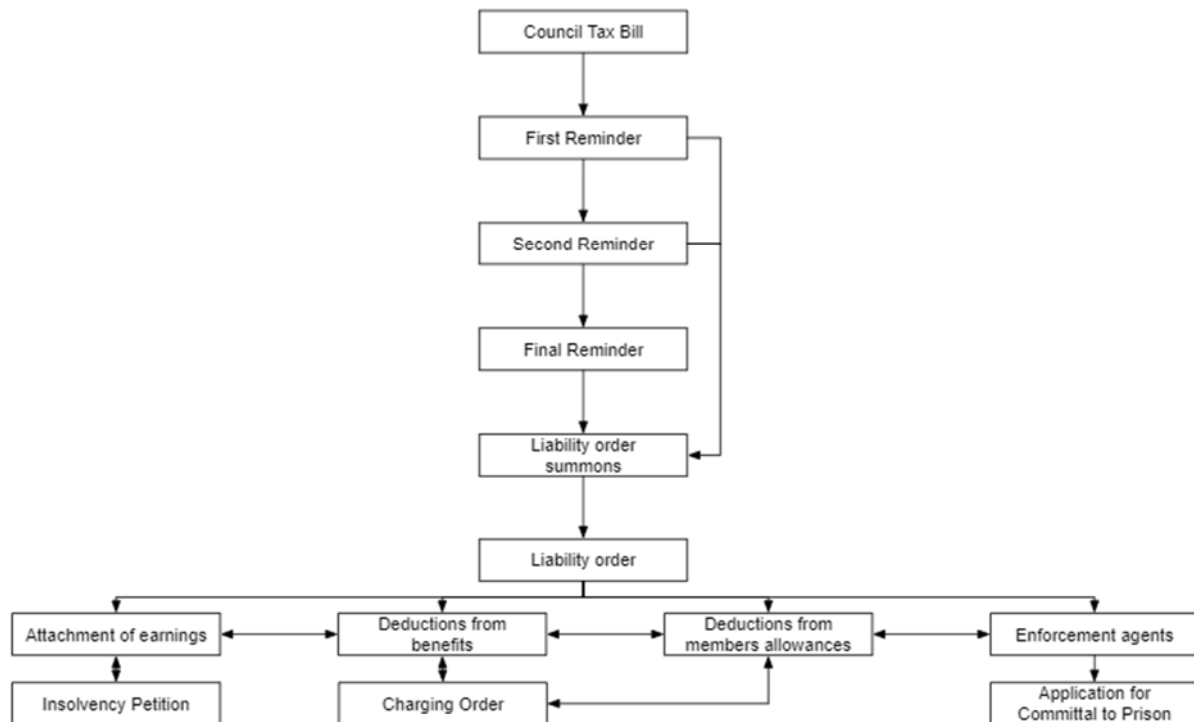 Council Tax Bill
First Reminder
Second Reminder
Final Reminder
Liability order
summons
Liability order
Attachment of earnings
Deductions from
benefits
Deductions from
members allowances
Enforcement agents
Insolvency Petition
Charging Order
Application for
Committal to Prison